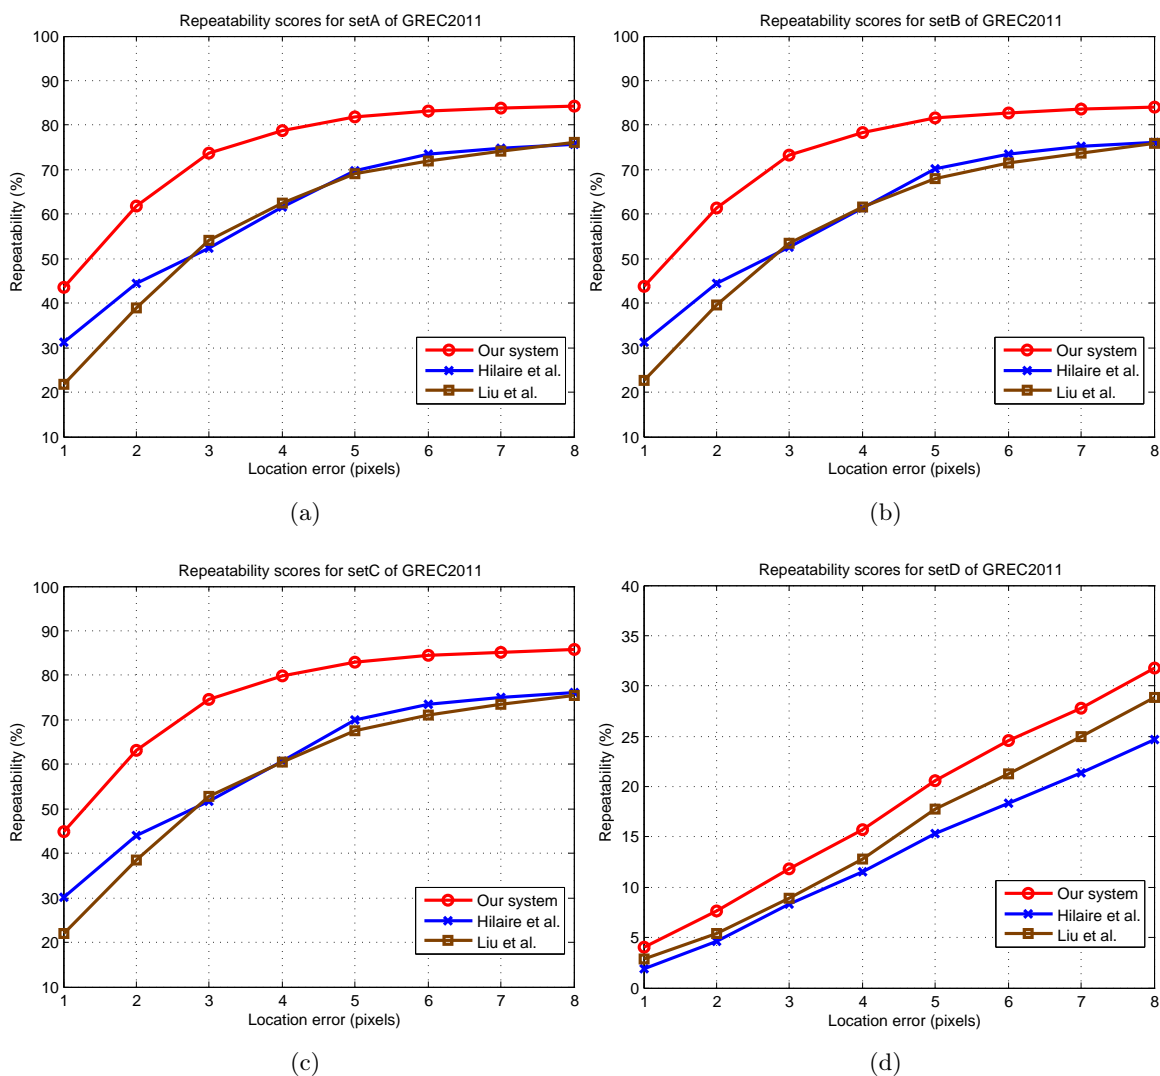 Repeatability scores for setA of GREC2011
100
90
80
70
60
50
40
30
20
10
Repeatability (%)
1 2 3 4 5 6 7 8
Location error (pixels)
Our system
Hilaire et al.
Liu et al.
(a)
Repeatability scores for setB of GREC2011
100
90
80
70
60
50
40
30
20
10
Repeatability (%)
1 2 3 4 5 6 7 8
Location error (pixels)
Our system
Hilaire et al.
Liu et al.
(b)
Repeatability scores for setC of GREC2011
100
90
80
70
60
50
40
30
20
10
Repeatability (%)
1 2 3 4 5 6 7 8
Location error (pixels)
Our system
Hilaire et al.
Liu et al.
(c)
Repeatability scores for setD of GREC2011
40
35
30
25
20
15
10
5
0
Repeatability (%)
1 2 3 4 5 6 7 8
Location error (pixels)
Our system
Hilaire et al.
Liu et al.
(d)